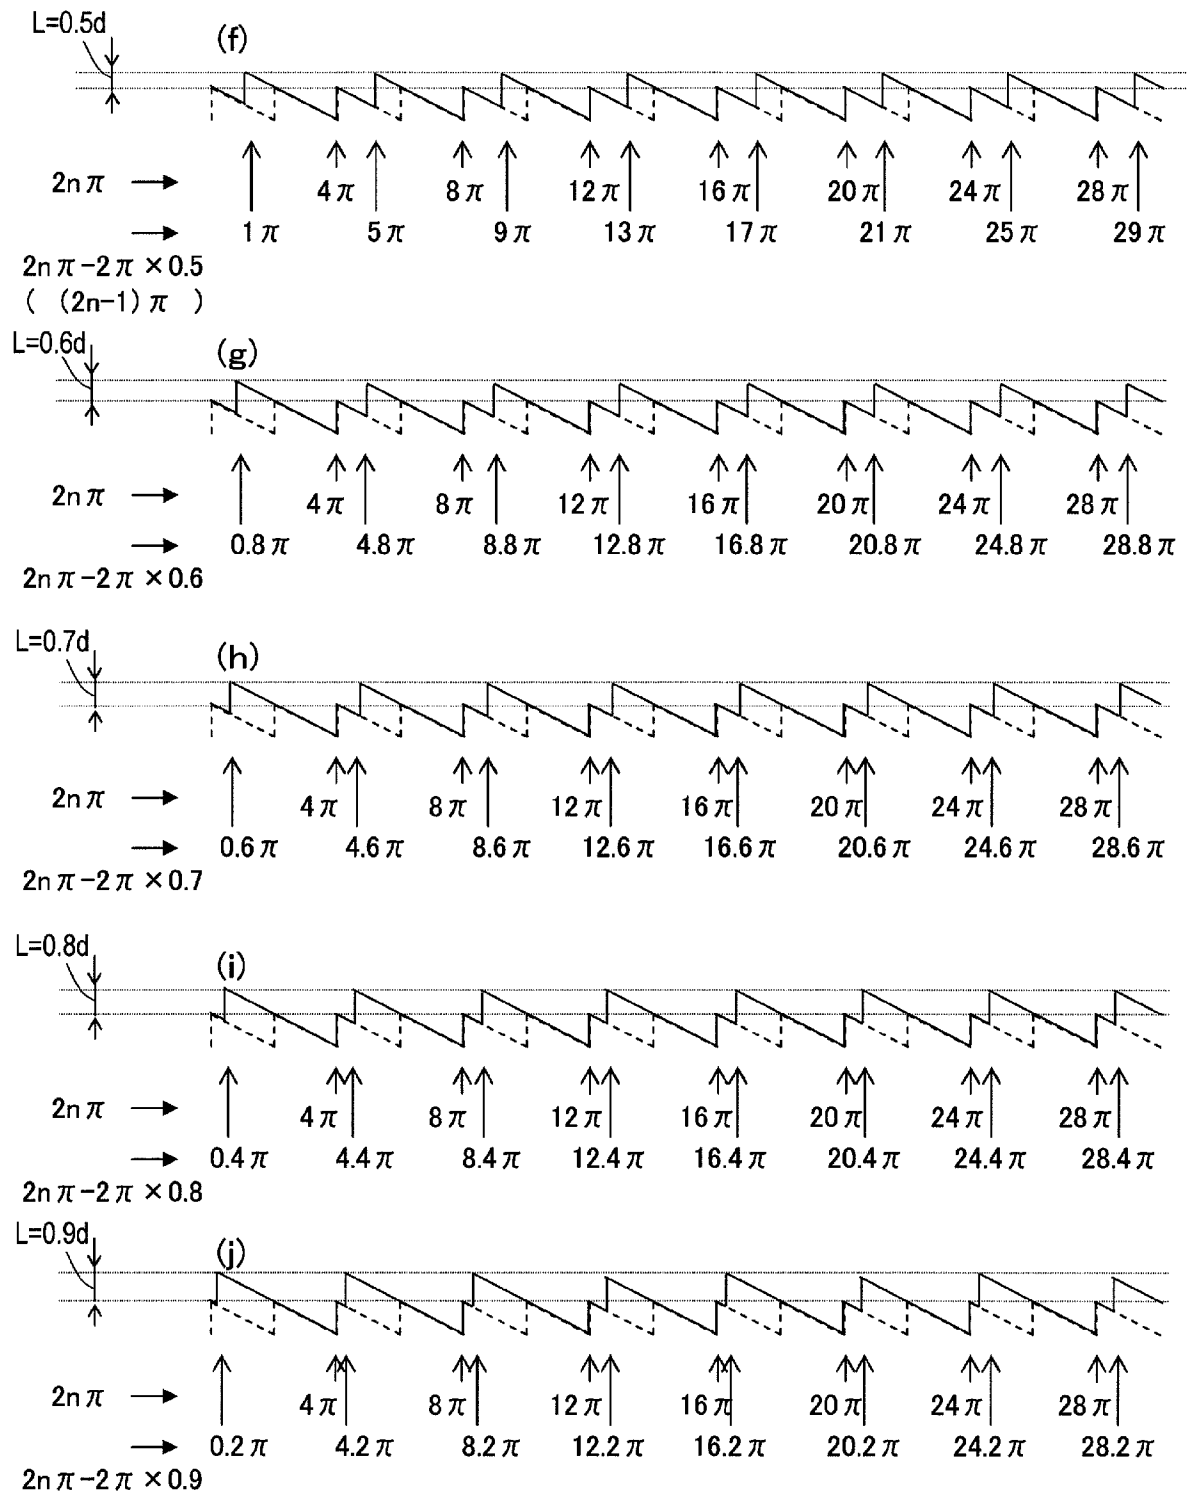 L=0.5d
(f)
2nπ 4π 8π 12π 16π 20π 24π 28π
1π 5π 9π 13π 17π 21π 25π 29π
2nπ-2π×0.5
( (2n-1)π )
L=0.6d
(g)
2nπ 4π 8π 12π 16π 20π 24π 28π
0.8π 4.8π 8.8π 12.8π 16.8π 20.8π 24.8π 28.8π
2nπ-2π×0.6
L=0.7d
(h)
2nπ 4π 8π 12π 16π 20π 24π 28π
0.6π 4.6π 8.6π 12.6π 16.6π 20.6π 24.6π 28.6π
2nπ-2π×0.7
L=0.8d
(i)
2nπ 4π 8π 12π 16π 20π 24π 28π
0.4π 4.4π 8.4π 12.4π 16.4π 20.4π 24.4π 28.4π
2nπ-2π×0.8
L=0.9d
(j)
2nπ 4π 8π 12π 16π 20π 24π 28π
0.2π 4.2π 8.2π 12.2π 16.2π 20.2π 24.2π 28.2π
2nπ-2π×0.9